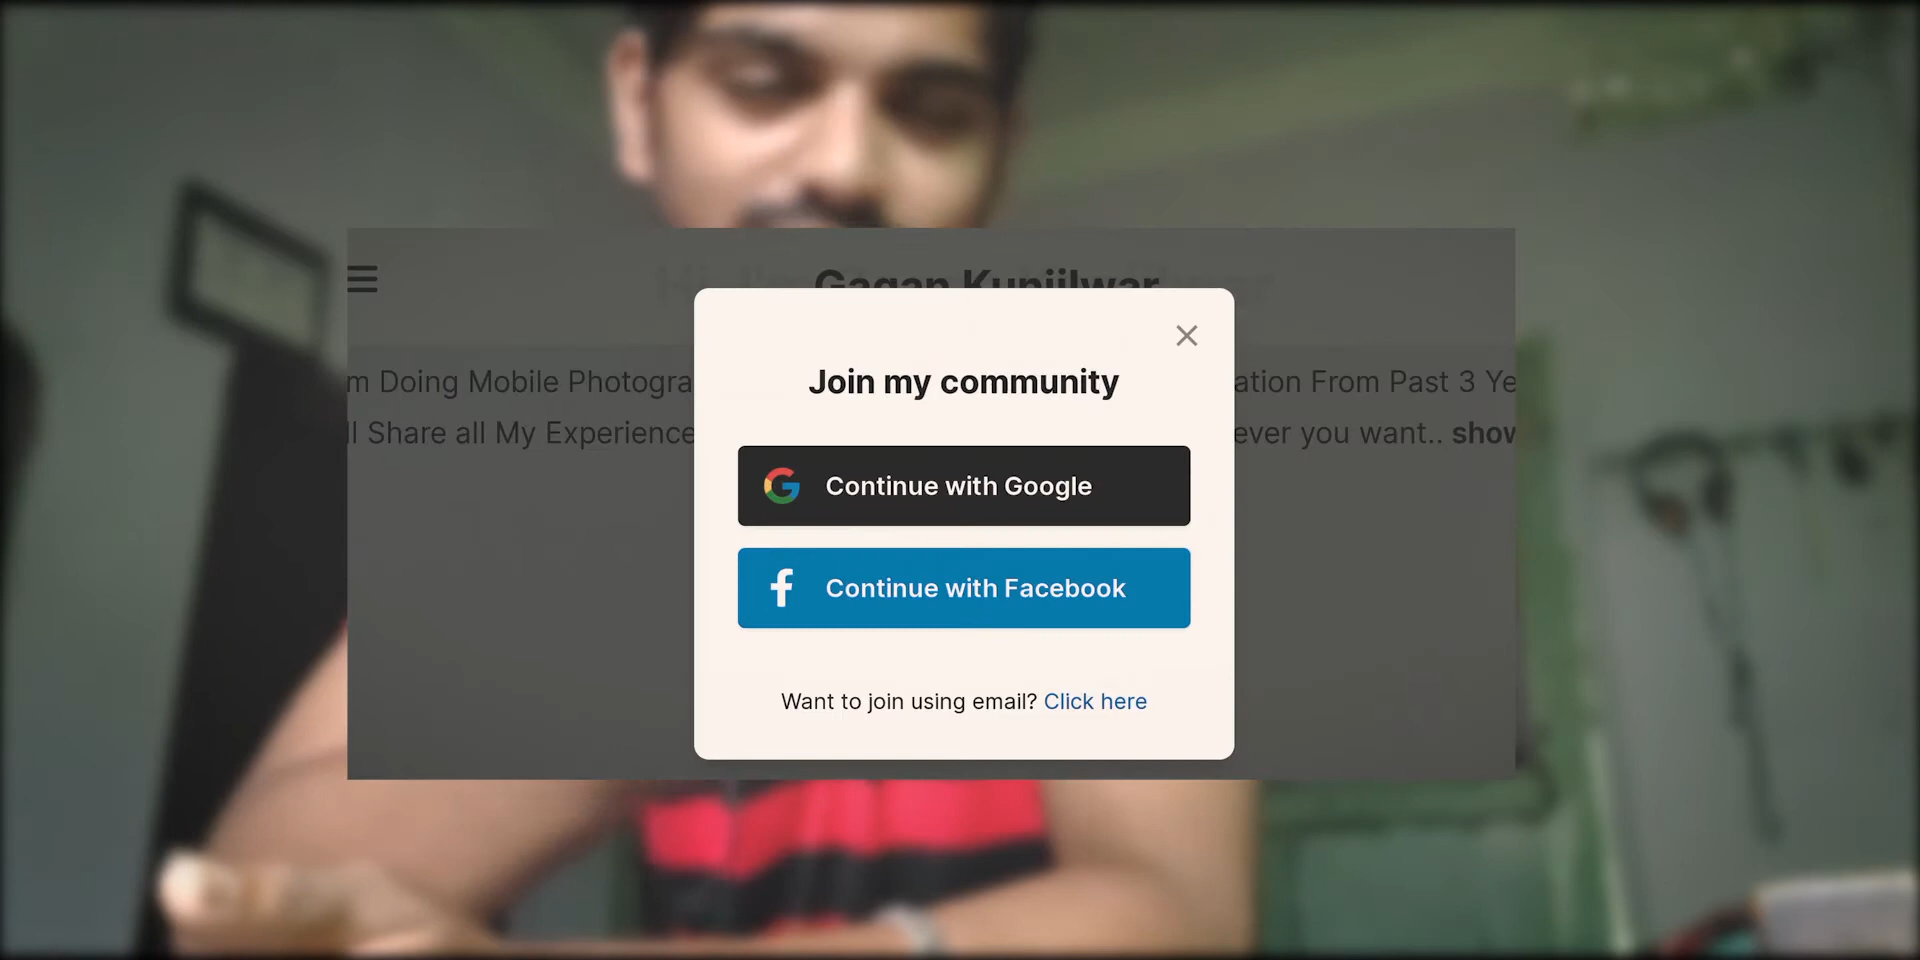 Gagan Kunjilwar
Join my community
m Doing Mobile Photogra ation From Past 3 Ye
ll Share all My Experience ever you want.. show
Continue with Google
Continue with Facebook
Want to join using email? Click here